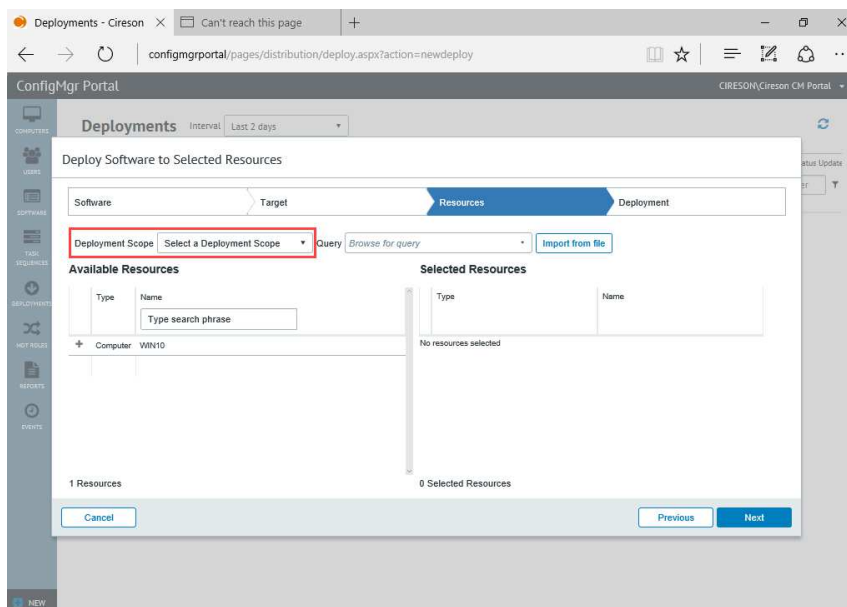 Deployments - Cireson
Can't reach this page
configmgrportal/pages/distribution/deploy.aspx?action=newdeploy
ConfigMgr Portal
CIRESON\Cireson CM Portal
COMPUTERS
USERS
SOFTWARE
TASK SEQUENCES
DEPLOYMENTS
HOT ROLES
REPORTS
EVENTS
NEW
Deployments Interval Last 2 days
atus Update
er
Deploy Software to Selected Resources
Software Target Resources Deployment
Deployment Scope Select a Deployment Scope Query Browse for query Import from file
Available Resources
Type Name
Type search phrase
+ Computer WIN10
1 Resources
Selected Resources
Type Name
No resources selected
0 Selected Resources
Cancel Previous Next